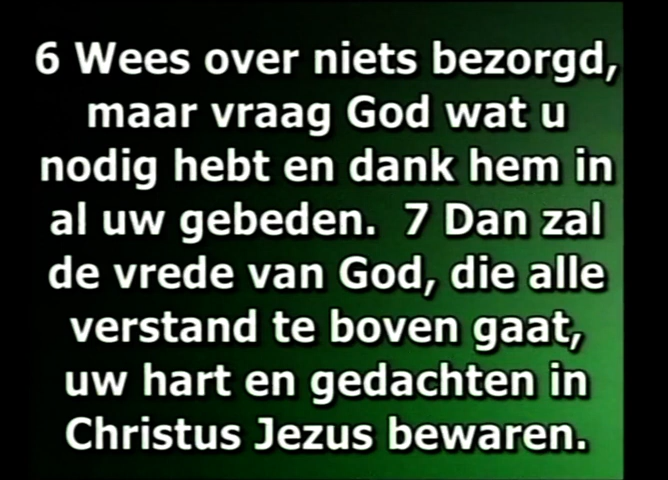 6 Wees over niets bezorgd,
maar vraag God wat u
nodig hebt en dank hem in
al uw gebeden. 7 Dan zal
de vrede van God, die alle
verstand te boven gaat,
uw hart en gedachten in
Christus Jezus bewaren.